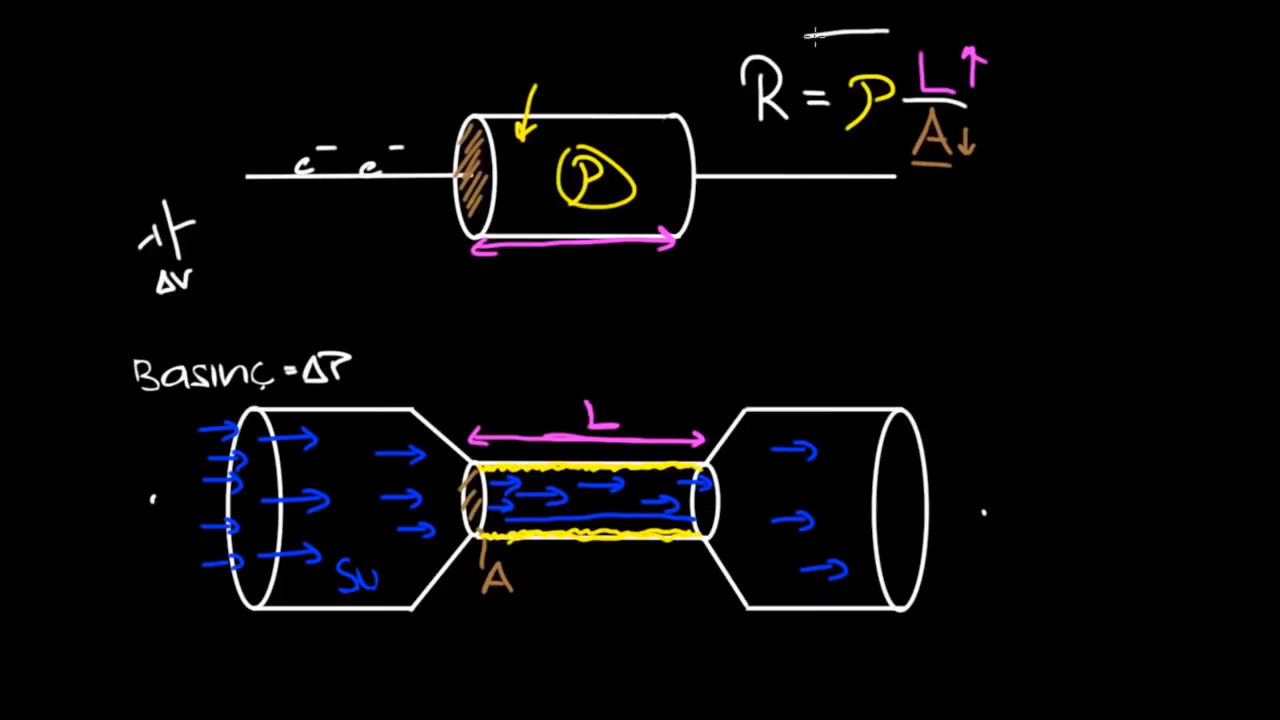 R = ρ L↑ / A↓
e⁻ e⁻
ρ
ΔV
Basınç = ΔP
L
SU
A